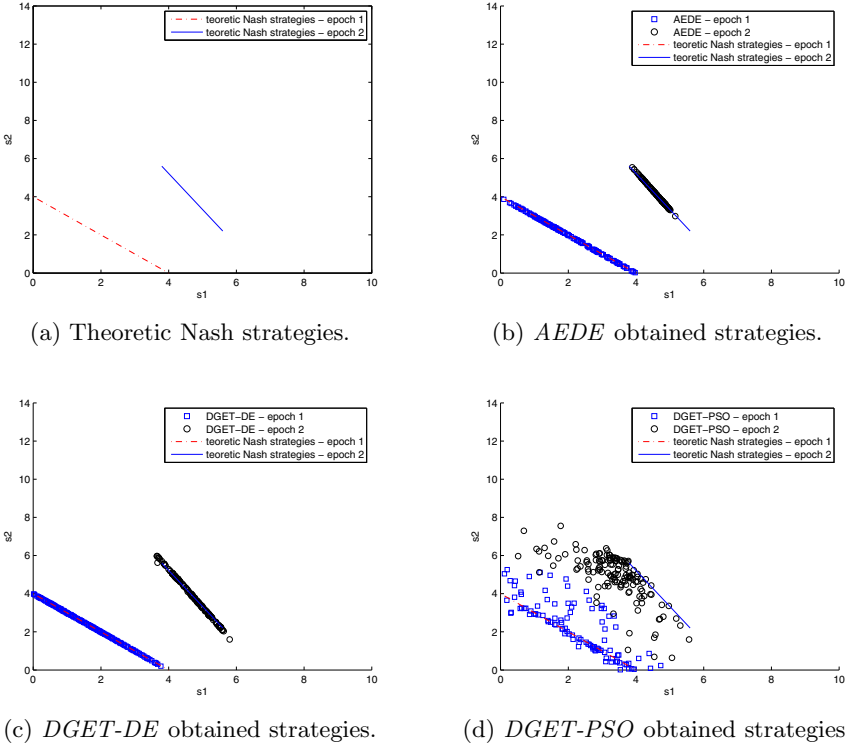 14
12
10
8
6
4
2
0
s2
0 2 4 6 8 10
s1
teoretic Nash strategies − epoch 1
teoretic Nash strategies − epoch 2
(a) Theoretic Nash strategies.
14
12
10
8
6
4
2
0
s2
0 2 4 6 8 10
s1
AEDE − epoch 1
AEDE − epoch 2
teoretic Nash strategies − epoch 1
teoretic Nash strategies − epoch 2
(b) AEDE obtained strategies.
14
12
10
8
6
4
2
0
s2
0 2 4 6 8 10
s1
DGET−DE − epoch 1
DGET−DE − epoch 2
teoretic Nash strategies − epoch 1
teoretic Nash strategies − epoch 2
(c) DGET-DE obtained strategies.
14
12
10
8
6
4
2
0
s2
0 2 4 6 8 10
s1
DGET−PSO − epoch 1
DGET−PSO − epoch 2
teoretic Nash strategies − epoch 1
teoretic Nash strategies − epoch 2
(d) DGET-PSO obtained strategies